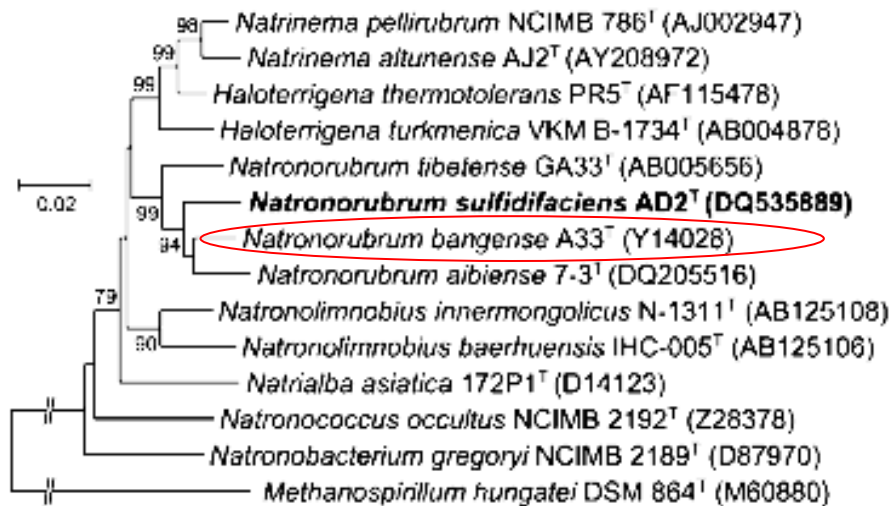 98 Natrinema pellirubrum NCIMB 786ᵀ (AJ002947)
99 Natrinema altunense AJ2ᵀ (AY208972)
99 Haloterrigena thermotolerans PR5ᵀ (AF115478)
Haloterrigena turkmenica VKM B-1734ᵀ (AB004878)
Natronorubrum tibetense GA33ᵀ (AB005656)
0.02 99 Natronorubrum sulfidifaciens AD2ᵀ (DQ535889)
94 Natronorubrum bangense A33ᵀ (Y14028)
Natronorubrum aibiense 7-3ᵀ (DQ205516)
79 Natronolimnobius innermongolicus N-1311ᵀ (AB125108)
90 Natronolimnobius baerhuensis IHC-005ᵀ (AB125106)
Natrialba asiatica 172P1ᵀ (D14123)
Natronococcus occultus NCIMB 2192ᵀ (Z28378)
Natronobacterium gregoryi NCIMB 2189ᵀ (D87970)
Methanospirillum hungatei DSM 864ᵀ (M60880)